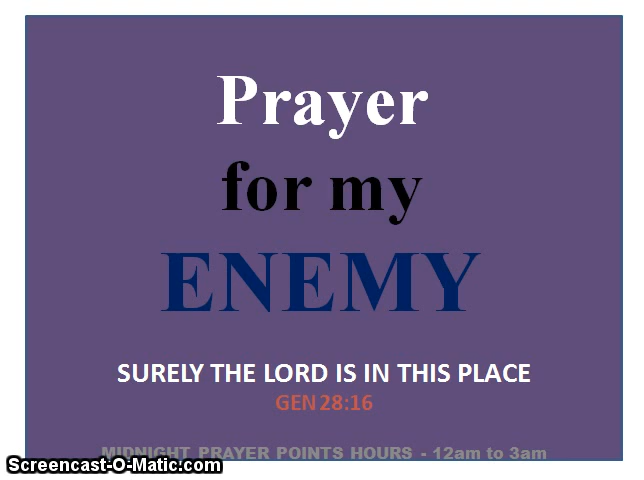 Prayer
for my
ENEMY
SURELY THE LORD IS IN THIS PLACE
GEN 28:16
MIDNIGHT PRAYER POINTS HOURS - 12am to 3am
Screencast-O-Matic.com